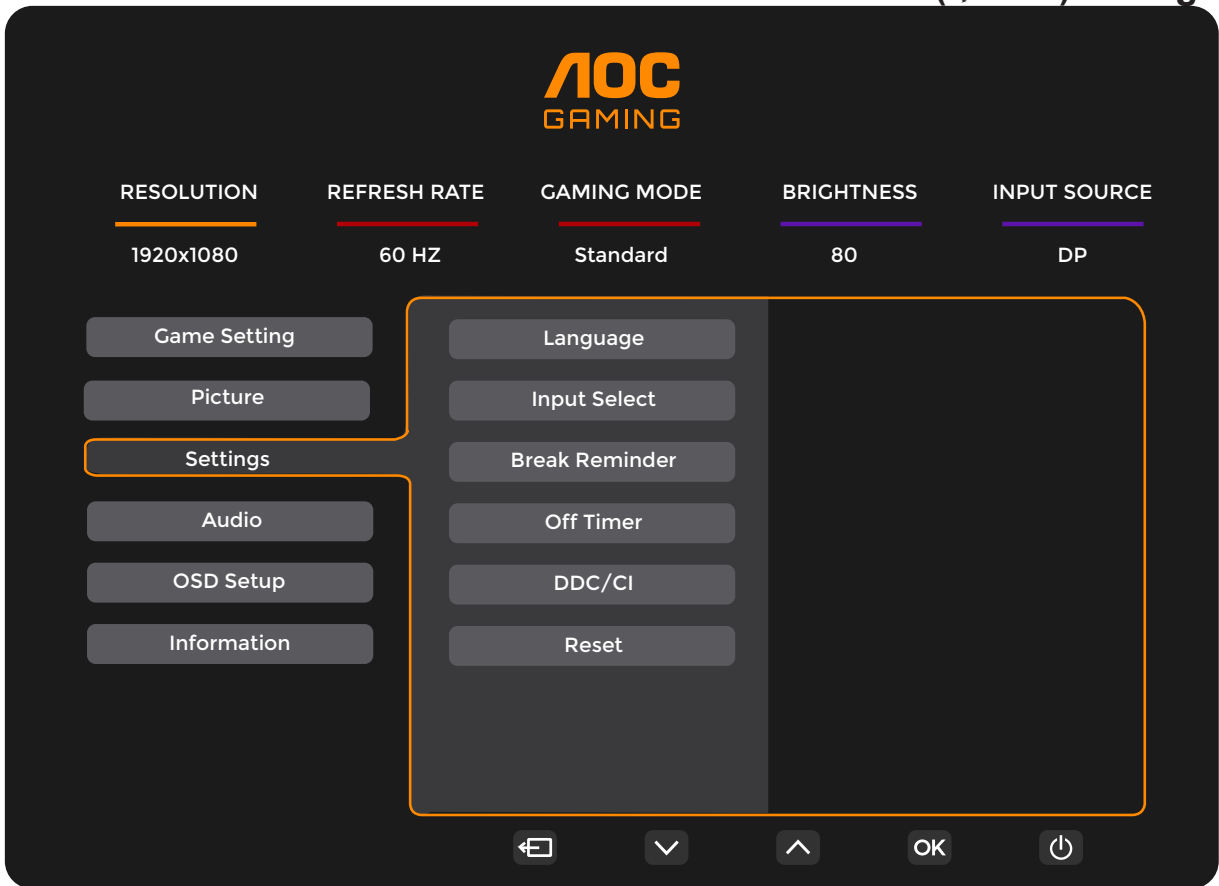 AOC
GAMING
RESOLUTION REFRESH RATE GAMING MODE BRIGHTNESS INPUT SOURCE
1920x1080 60 HZ Standard 80 DP
Game Setting
Picture
Settings
Audio
OSD Setup
Information
Language
Input Select
Break Reminder
Off Timer
DDC/CI
Reset
OK